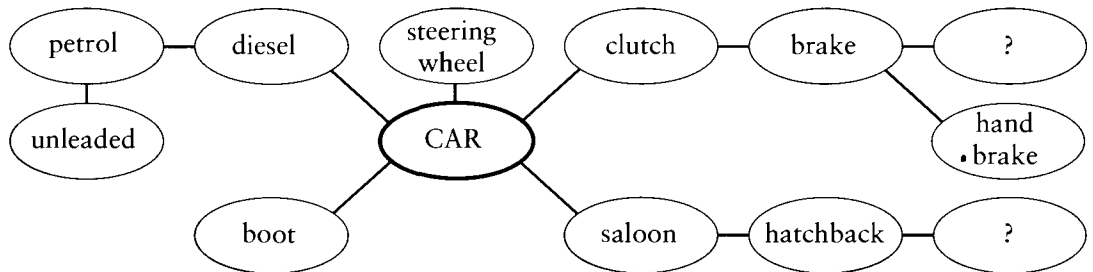 petrol
diesel
steering
wheel
clutch
brake
?
unleaded
CAR
hand
brake
boot
saloon
hatchback
?